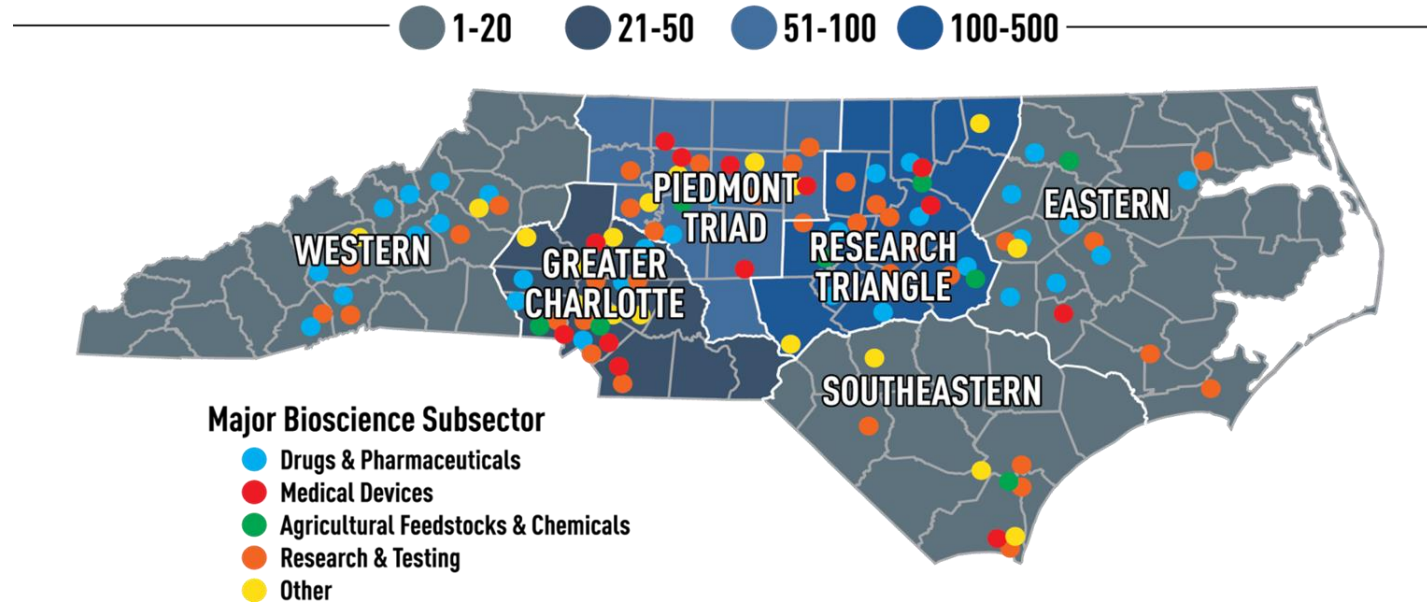 1-20 21-50 51-100 100-500
PIEDMONT
TRIAD
EASTERN
WESTERN
RESEARCH
TRIANGLE
GREATER
CHARLOTTE
SOUTHEASTERN
Major Bioscience Subsector
Drugs & Pharmaceuticals
Medical Devices
Agricultural Feedstocks & Chemicals
Research & Testing
Other